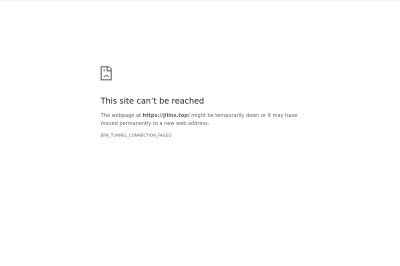 This site can't be reached
The webpage at https://jilins.top/ might be temporarily down or it may have
moved permanently to a new web address.
ERR_TUNNEL_CONNECTION_FAILED